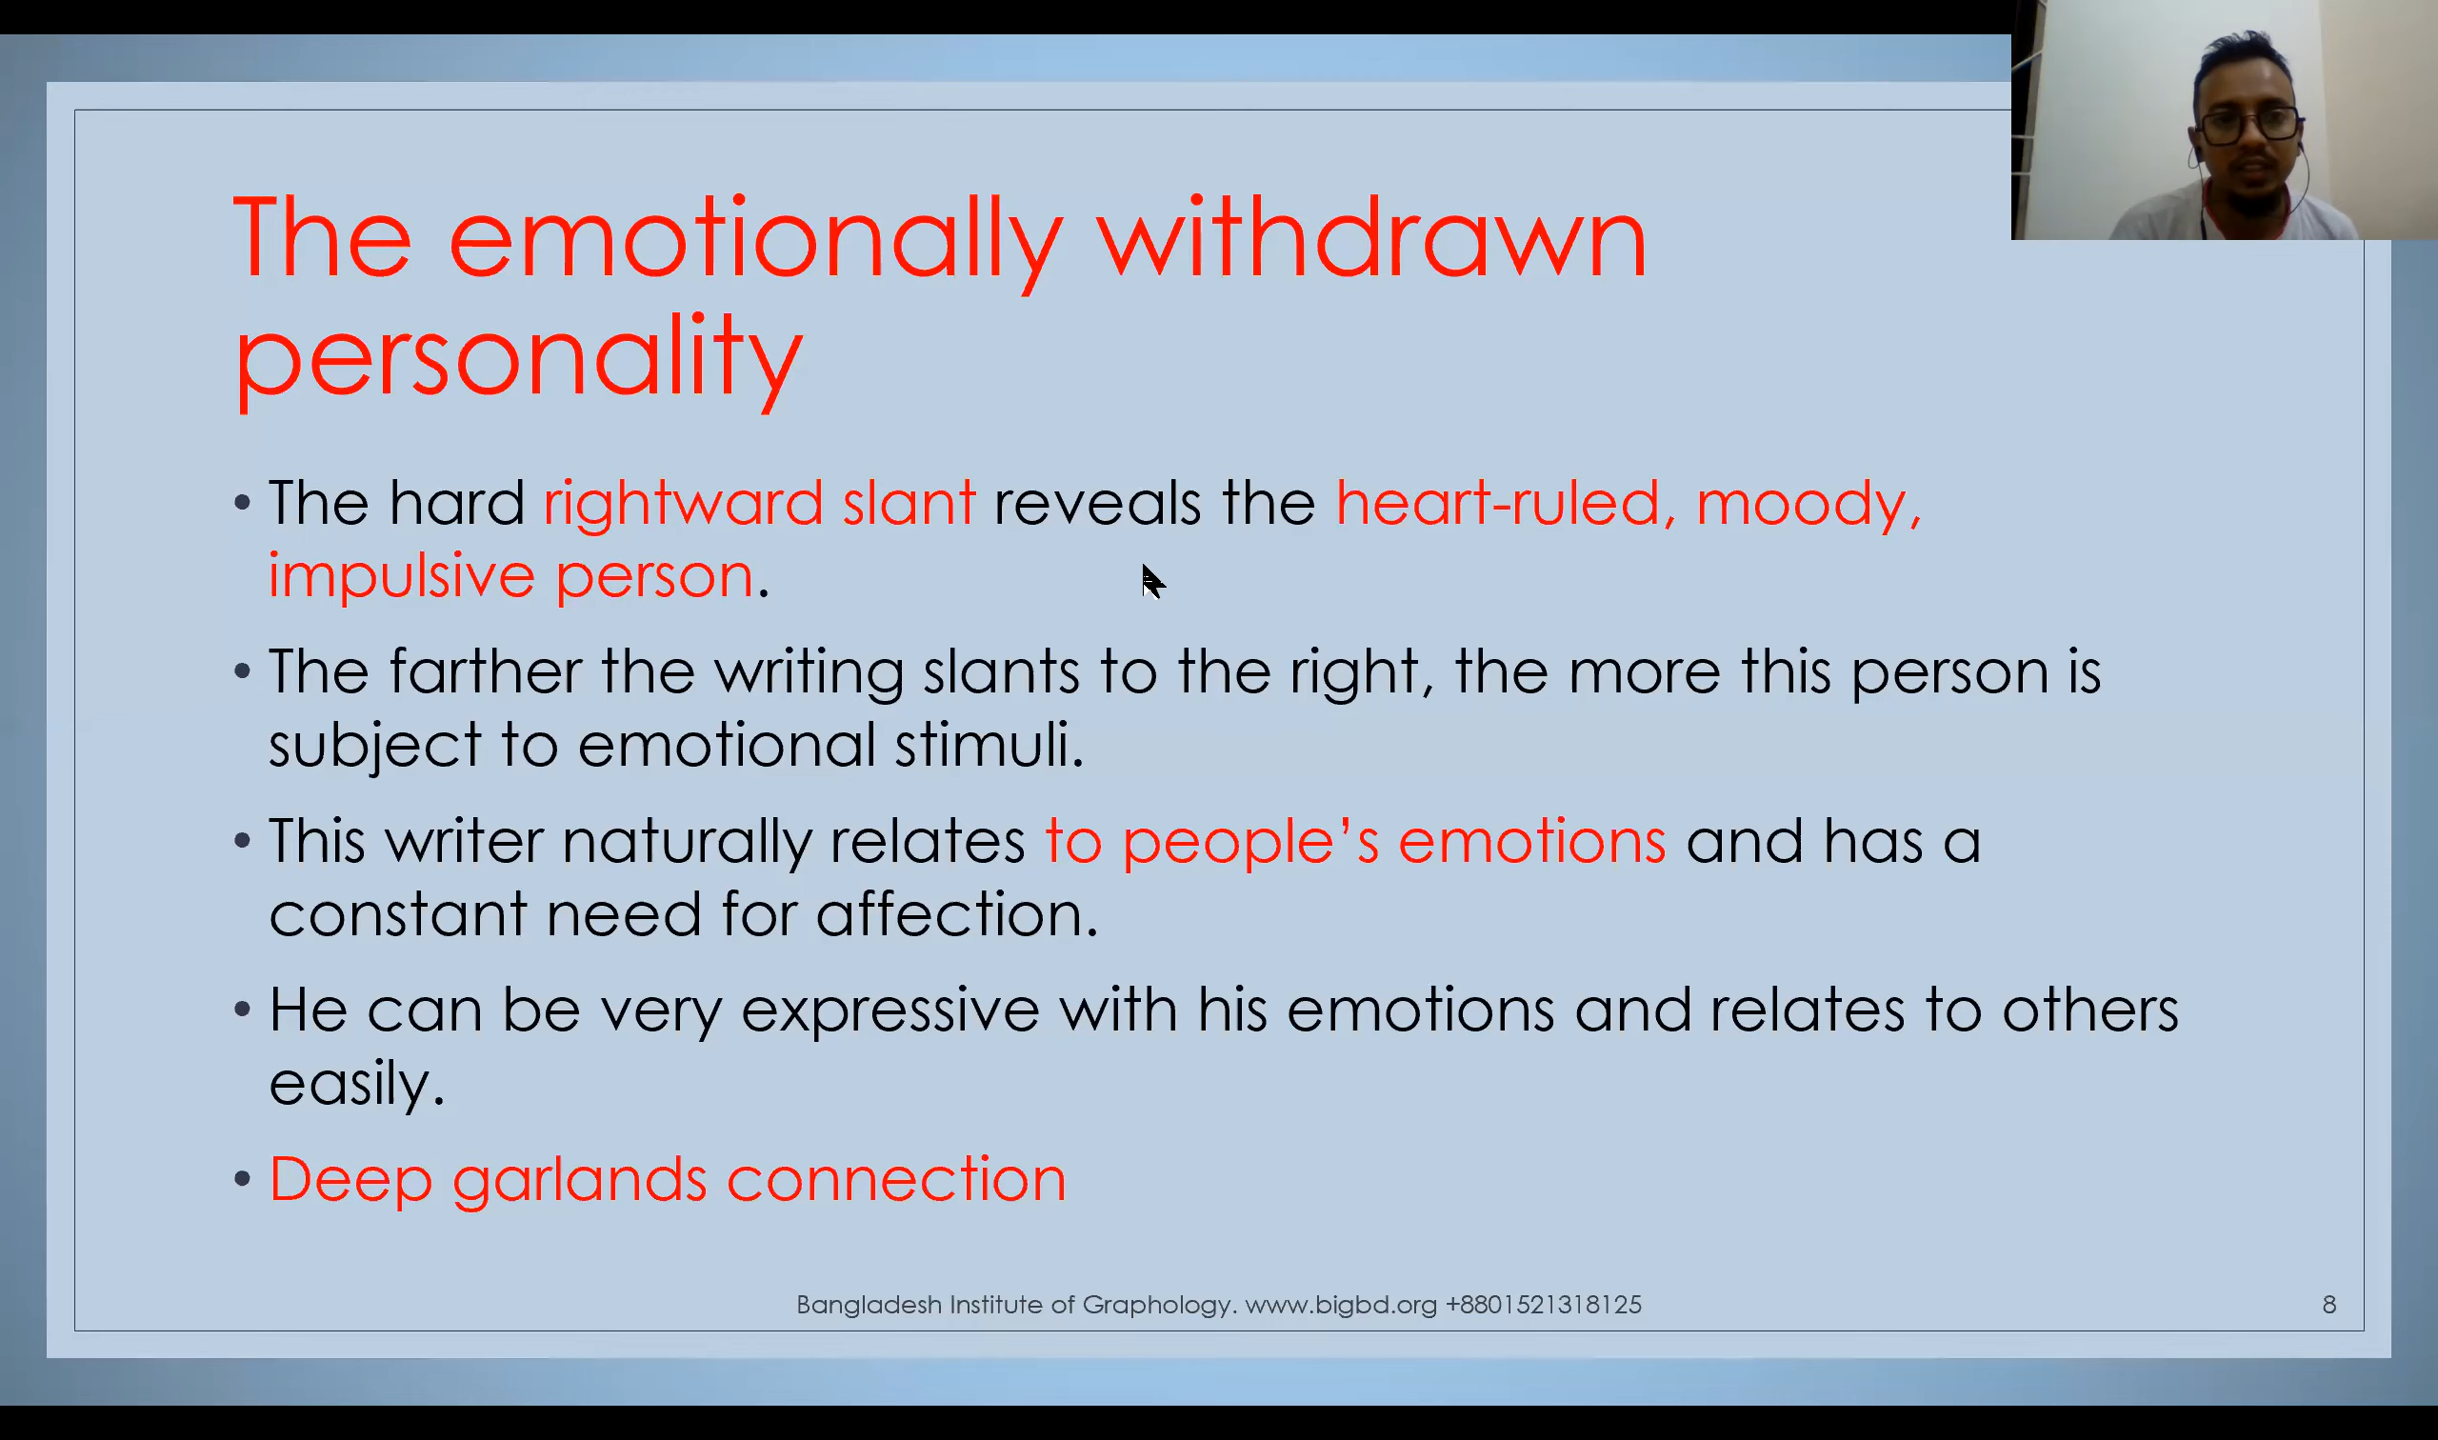 The emotionally withdrawn
personality
• The hard rightward slant reveals the heart-ruled, moody,
impulsive person.
• The farther the writing slants to the right, the more this person is
subject to emotional stimuli.
• This writer naturally relates to people’s emotions and has a
constant need for affection.
• He can be very expressive with his emotions and relates to others
easily.
• Deep garlands connection
Bangladesh Institute of Graphology. www.bigbd.org +8801521318125
8